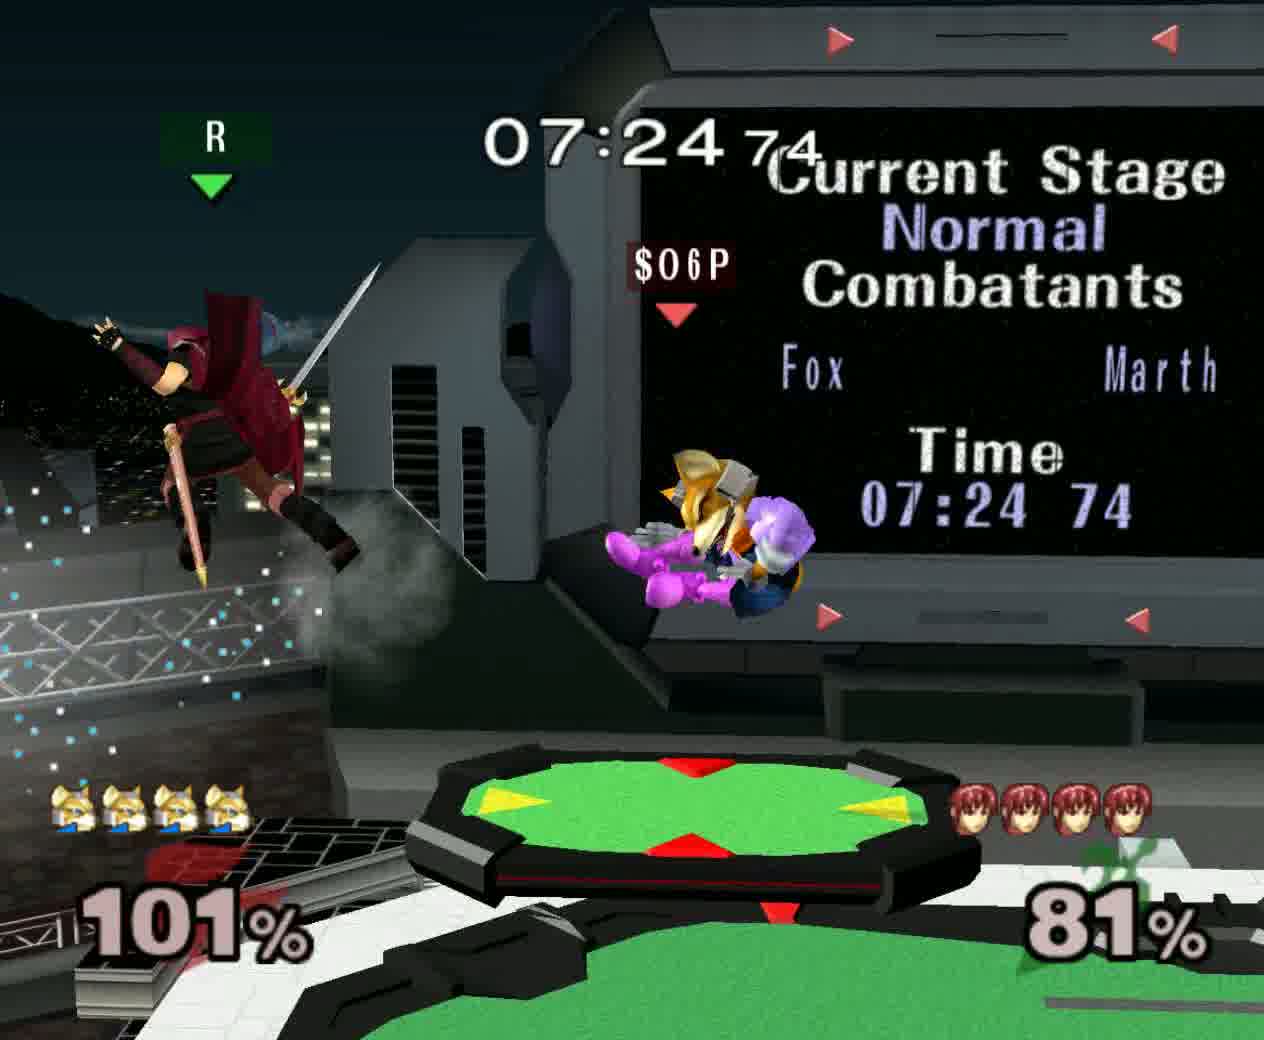 R
07:24 74
Current Stage
Normal
$06P
Combatants
Fox Marth
Time
07:24 74
101%
81%